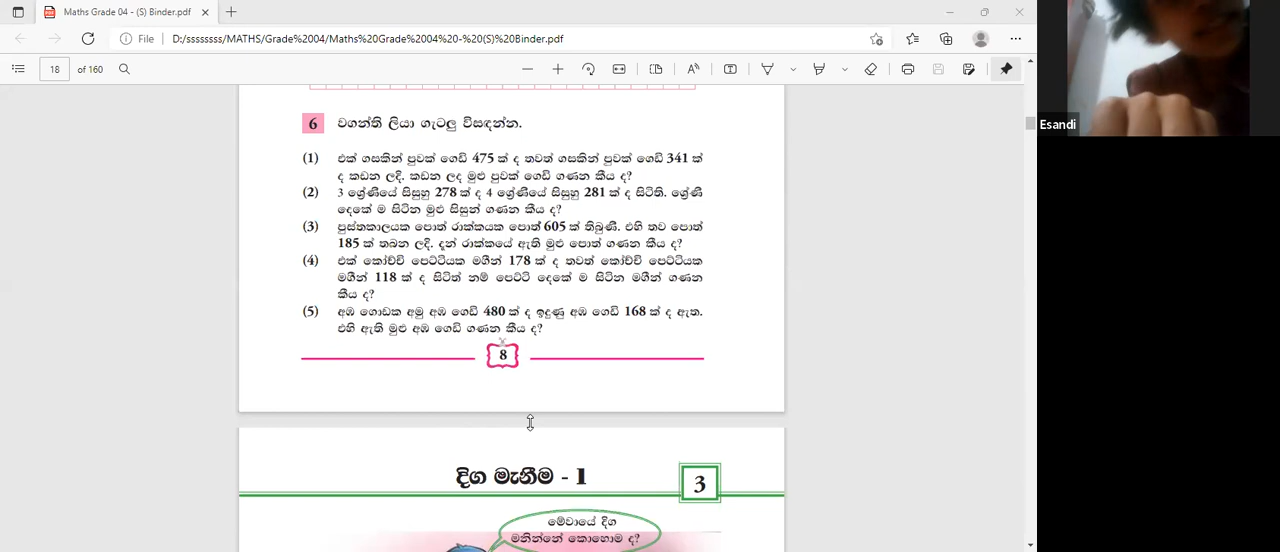 Maths Grade 04 - (S) Binder.pdf
File
D:/ssssssss/MATHS/Grade%2004/Maths%20Grade%2004%20-%20(S)%20Binder.pdf
18 of 160
6 වගන්ති ලියා ගැටලු විසඳන්න.
(1) එක් ගසකින් පුවක් ගෙඩි 475 ක් ද තවත් ගසකින් පුවක් ගෙඩි 341 ක්
ද කඩන ලදි. කඩන ලද මුළු පුවක් ගෙඩි ගණන කීය ද?
(2) 3 ශ්‍රේණියේ සිසුහු 278 ක් ද 4 ශ්‍රේණියේ සිසුහු 281 ක් ද සිටිති. ශ්‍රේණි
දෙකේ ම සිටින මුළු සිසුන් ගණන කීය ද?
(3) පුස්තකාලයක පොත් රාක්කයක පොත් 605 ක් තිබුණි. එහි තව පොත්
185 ක් තබන ලදි. දැන් රාක්කයේ ඇති මුළු පොත් ගණන කීය ද?
(4) එක් කෝච්චි පෙට්ටියක මගීන් 178 ක් ද තවත් කෝච්චි පෙට්ටියක
මගීන් 118 ක් ද සිටිත් නම් පෙට්ටි දෙකේ ම සිටින මගීන් ගණන
කීය ද?
(5) අඹ ගොඩක අමු අඹ ගෙඩි 480 ක් ද ඉදුණු අඹ ගෙඩි 168 ක් ද ඇත.
එහි ඇති මුළු අඹ ගෙඩි ගණන කීය ද?
8
දිග මැනීම - 1
3
මේවායේ දිග
මනින්නේ කොහොම ද?
Esandi